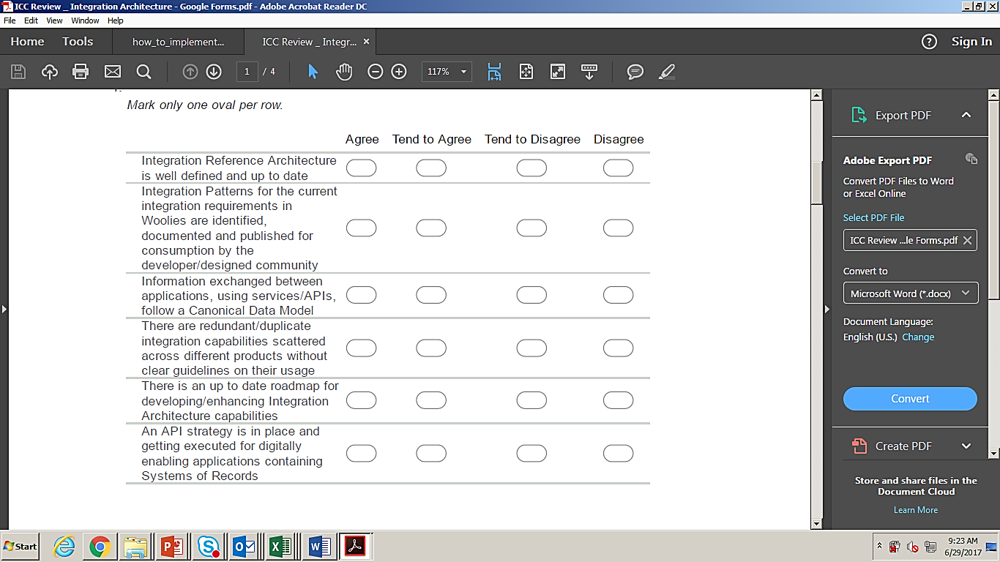 ICC Review _ Integration Architecture - Google Forms.pdf - Adobe Acrobat Reader DC
File Edit View Window Help
Home Tools how_to_implement... ICC Review _ Integr... × ? Sign In
1 / 4 117%
Mark only one oval per row.
Agree Tend to Agree Tend to Disagree Disagree
Integration Reference Architecture
is well defined and up to date
Integration Patterns for the current
integration requirements in
Woolies are identified,
documented and published for
consumption by the
developer/designed community
Information exchanged between
applications, using services/APIs,
follow a Canonical Data Model
There are redundant/duplicate
integration capabilities scattered
across different products without
clear guidelines on their usage
There is an up to date roadmap for
developing/enhancing Integration
Architecture capabilities
An API strategy is in place and
getting executed for digitally
enabling applications containing
Systems of Records
Export PDF
Adobe Export PDF
Convert PDF Files to Word
or Excel Online
Select PDF File
ICC Review ...le Forms.pdf
Convert to
Microsoft Word (*.docx)
Document Language:
English (U.S.) Change
Convert
Create PDF
Store and share files in the
Document Cloud
Learn More
Start
9:23 AM
6/29/2017